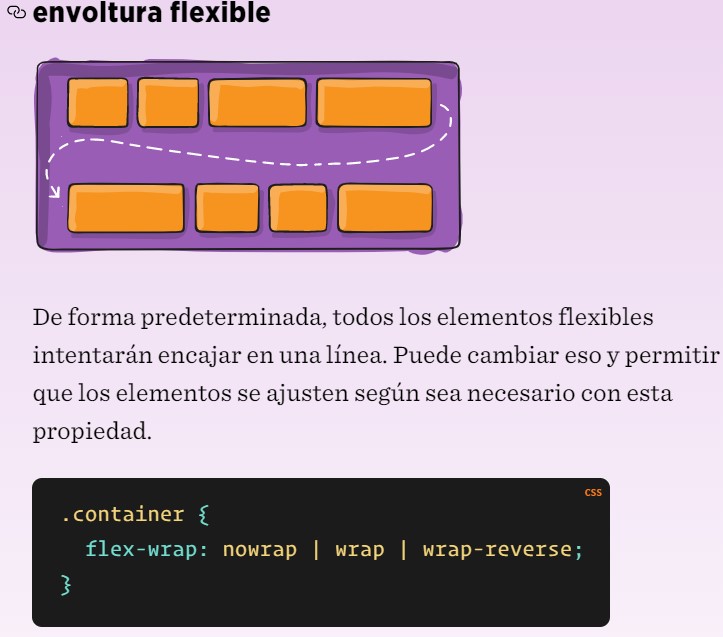 envoltura flexible
De forma predeterminada, todos los elementos flexibles
intentarán encajar en una línea. Puede cambiar eso y permitir
que los elementos se ajusten según sea necesario con esta
propiedad.
CSS
.container {
  flex-wrap: nowrap | wrap | wrap-reverse;
}